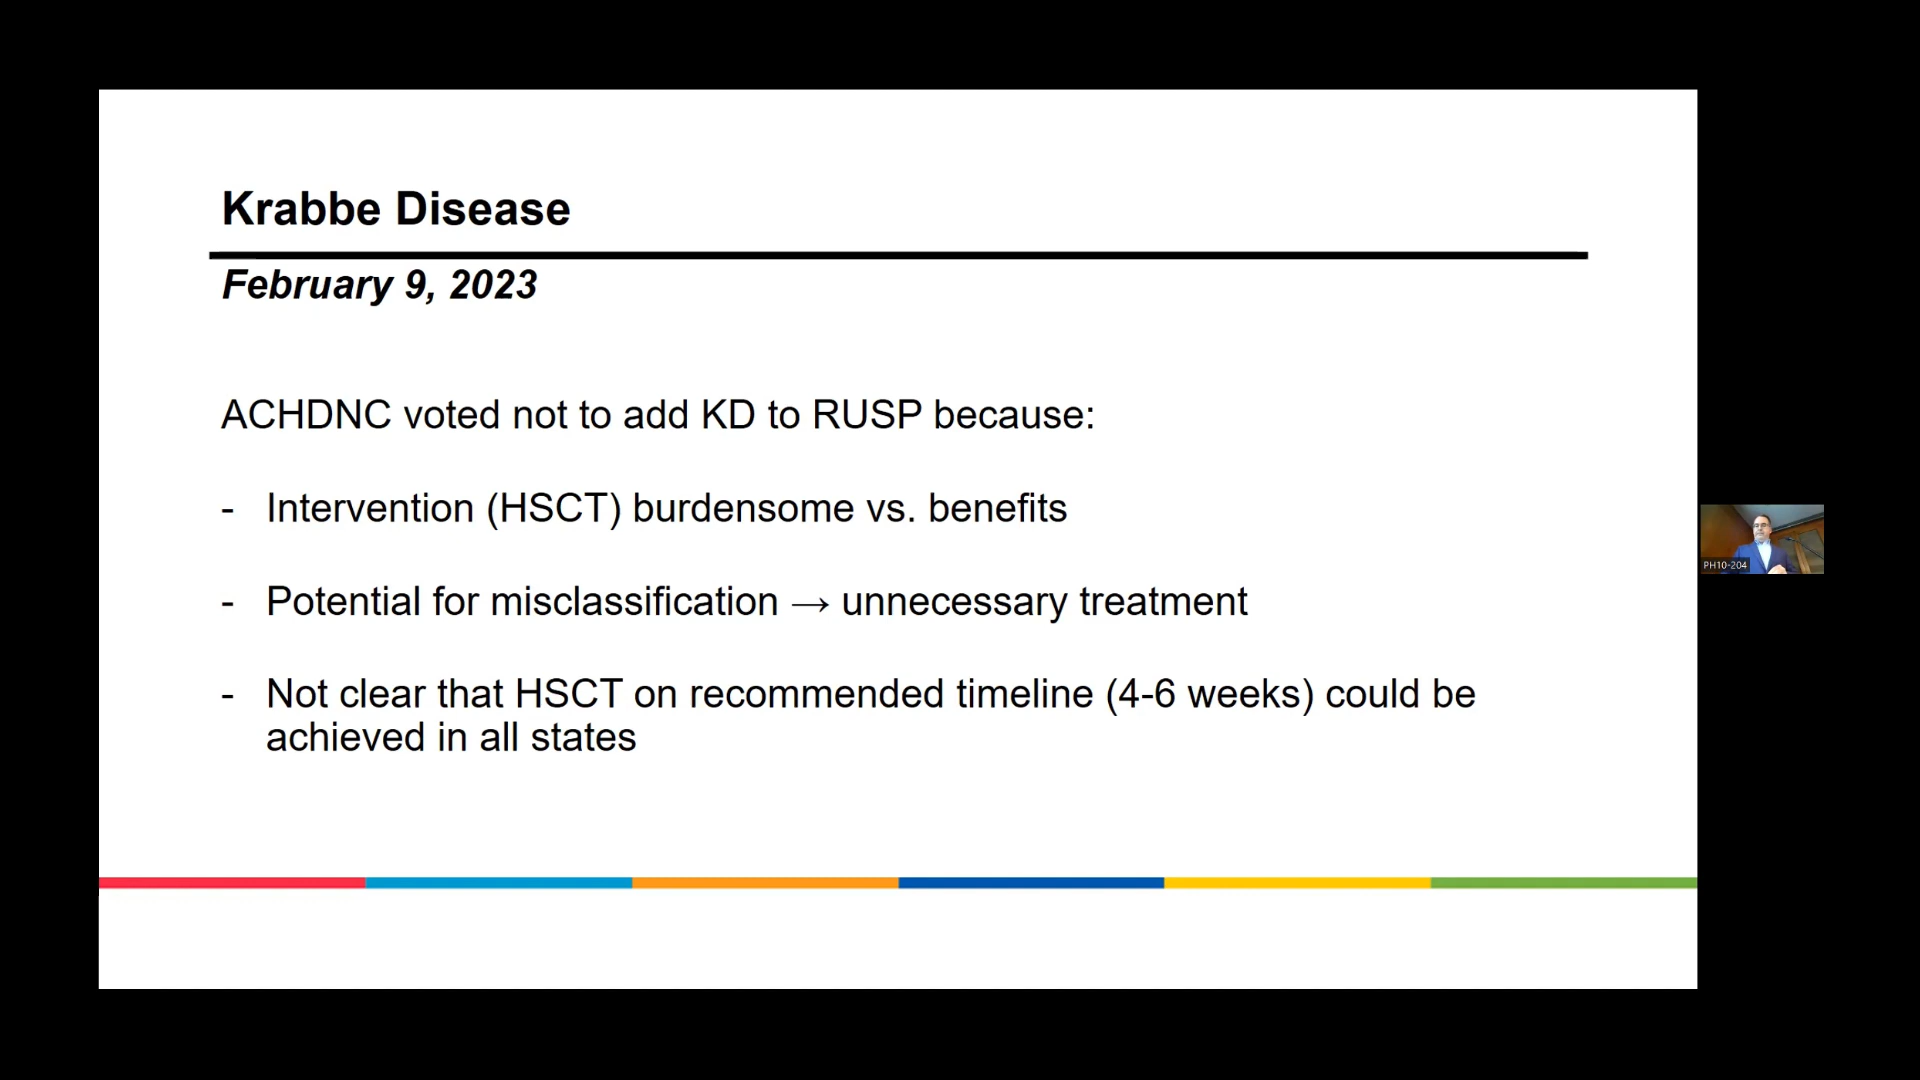 Krabbe Disease
February 9, 2023
ACHDNC voted not to add KD to RUSP because:
- Intervention (HSCT) burdensome vs. benefits
- Potential for misclassification → unnecessary treatment
- Not clear that HSCT on recommended timeline (4-6 weeks) could be
achieved in all states
PH10-204